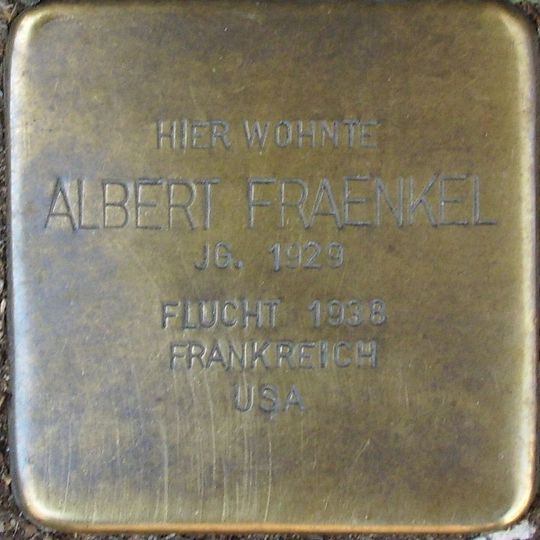 HIER WOHNTE
ALBERT FRAENKEL
JG. 1929
FLUCHT 1938
FRANKREICH
USA